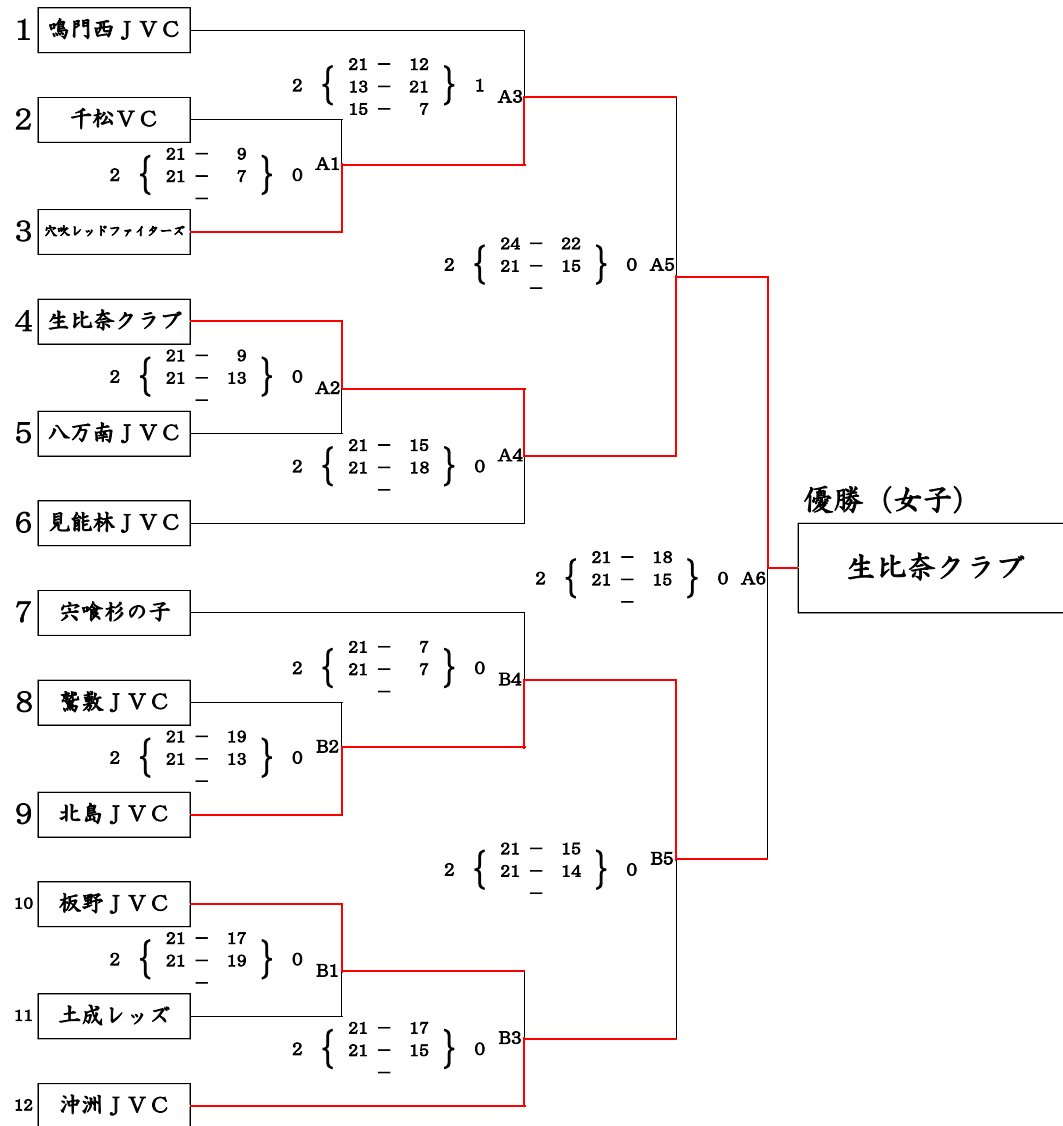 1 鳴門西ＪＶＣ
2 { 21 － 12 } 1
13 － 21
15 － 7
A3
2 千松ＶＣ
2 { 21 － 9 } 0 A1
21 － 7
－
3 穴吹レッドファイターズ
2 { 24 － 22 } 0 A5
21 － 15
－
4 生比奈クラブ
2 { 21 － 9 } 0 A2
21 － 13
－
5 八万南ＪＶＣ
2 { 21 － 15 } 0 A4
21 － 18
－
6 見能林ＪＶＣ
優勝（女子）
生比奈クラブ
2 { 21 － 18 } 0 A6
21 － 15
－
7 宍喰杉の子
2 { 21 － 7 } 0 B4
21 － 7
－
8 鷲敷ＪＶＣ
2 { 21 － 19 } 0 B2
21 － 13
－
9 北島ＪＶＣ
2 { 21 － 15 } 0 B5
21 － 14
－
10 板野ＪＶＣ
2 { 21 － 17 } 0 B1
21 － 19
－
11 土成レッズ
2 { 21 － 17 } 0 B3
21 － 15
－
12 沖洲ＪＶＣ